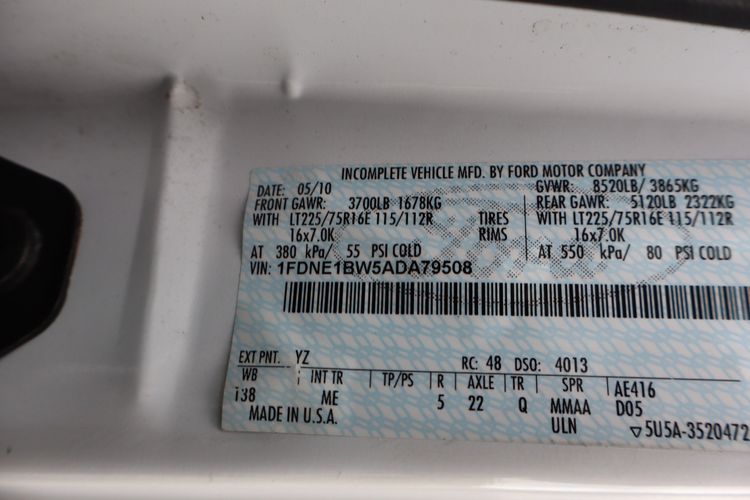 INCOMPLETE VEHICLE MFD. BY FORD MOTOR COMPANY
DATE: 05/10 GVWR: 8520LB/ 3865KG
FRONT GAWR: 3700LB 1678KG REAR GAWR: 5120LB 2322KG
WITH LT225/75R16E 115/112R TIRES WITH LT225/75R16E 115/112R
16x7.0K RIMS 16x7.0K
AT 380 kPa/ 55 PSI COLD AT 550 kPa/ 80 PSI COLD
VIN: 1FDNE1BW5ADA79508
EXT PNT. YZ RC: 48 DSO: 4013
WB INT TR TP/PS R AXLE TR SPR AE416
138 ME 5 22 Q MMAA D05
MADE IN U.S.A. ULN ▽5U5A-3520472